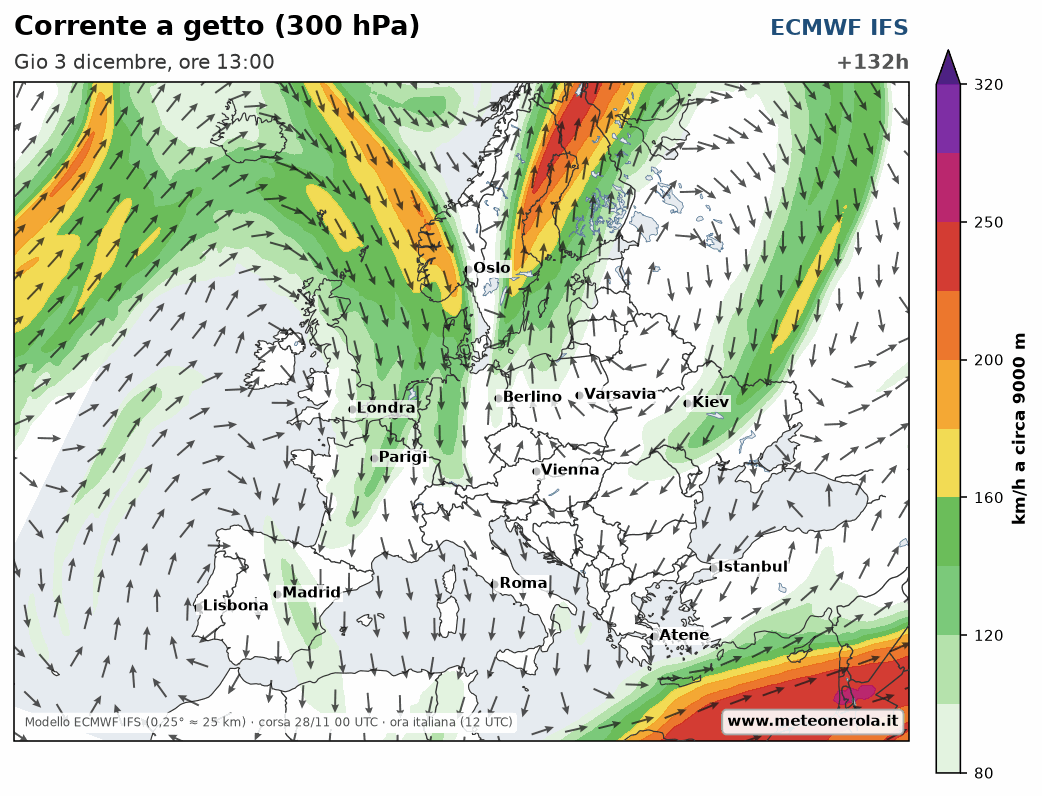 Corrente a getto (300 hPa)
ECMWF IFS
Gio 3 dicembre, ore 13:00
+132h
320
250
200
160
120
80
km/h a circa 9000 m
Oslo
Berlino
Varsavia
Kiev
Londra
Parigi
Vienna
Istanbul
Roma
Madrid
Lisbona
Atene
Modello ECMWF IFS (0,25° ≈ 25 km) · corsa 28/11 00 UTC · ora italiana (12 UTC)
www.meteonerola.it